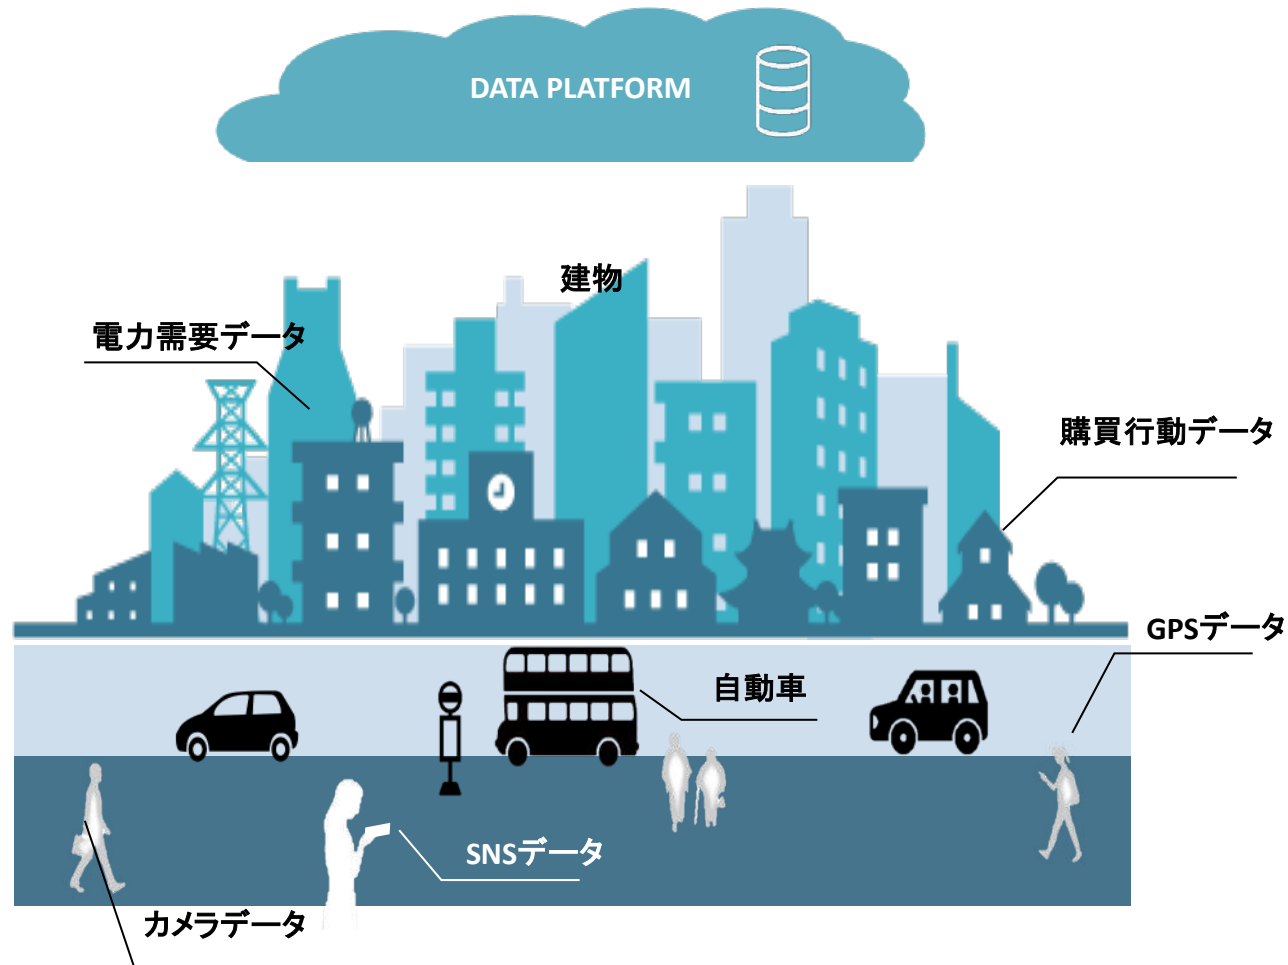 DATA PLATFORM
建物
電力需要データ
購買行動データ
GPSデータ
自動車
SNSデータ
カメラデータ